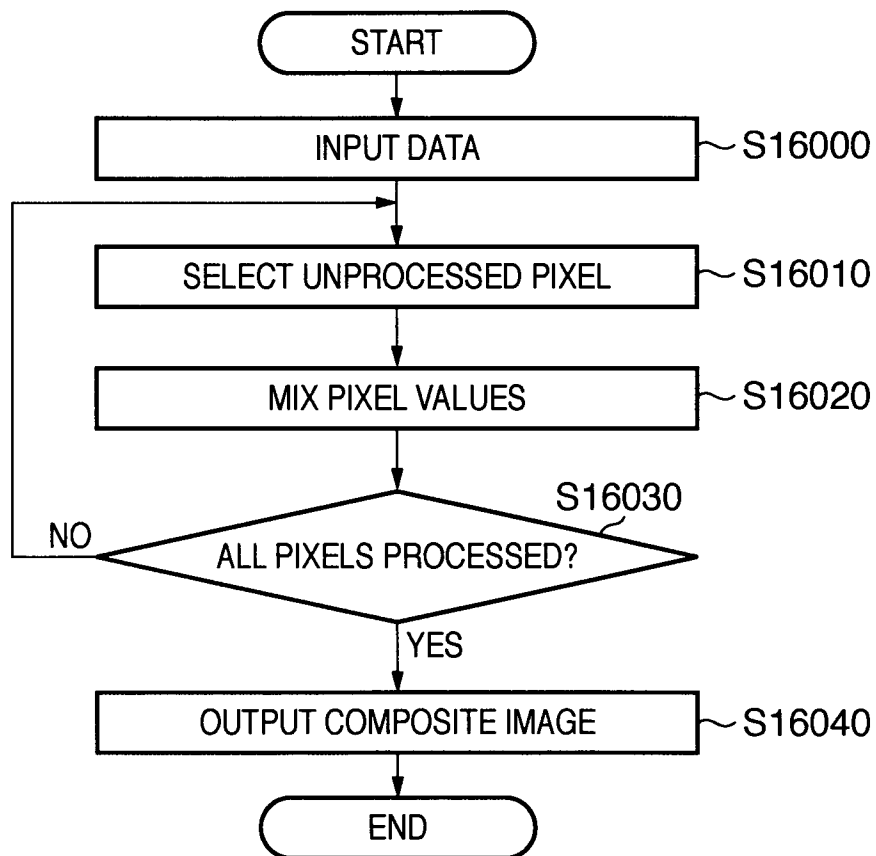 START
INPUT DATA
S16000
SELECT UNPROCESSED PIXEL
S16010
MIX PIXEL VALUES
S16020
S16030
NO
ALL PIXELS PROCESSED?
YES
OUTPUT COMPOSITE IMAGE
S16040
END